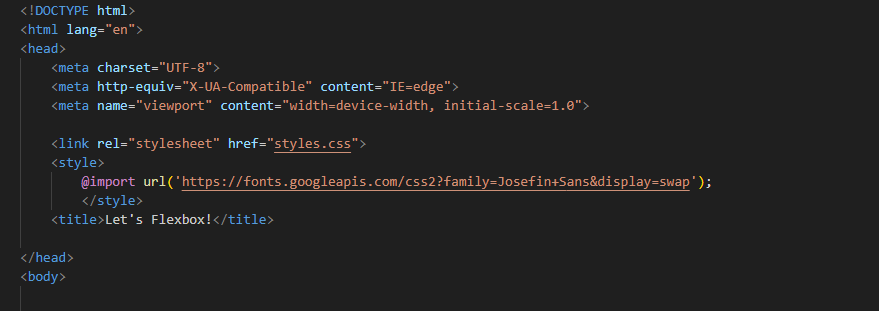 <!DOCTYPE html>
<html lang="en">
<head>
    <meta charset="UTF-8">
    <meta http-equiv="X-UA-Compatible" content="IE=edge">
    <meta name="viewport" content="width=device-width, initial-scale=1.0">
    <link rel="stylesheet" href="styles.css">
    <style>
        @import url('https://fonts.googleapis.com/css2?family=Josefin+Sans&display=swap');
        </style>
    <title>Let's Flexbox!</title>
</head>
<body>